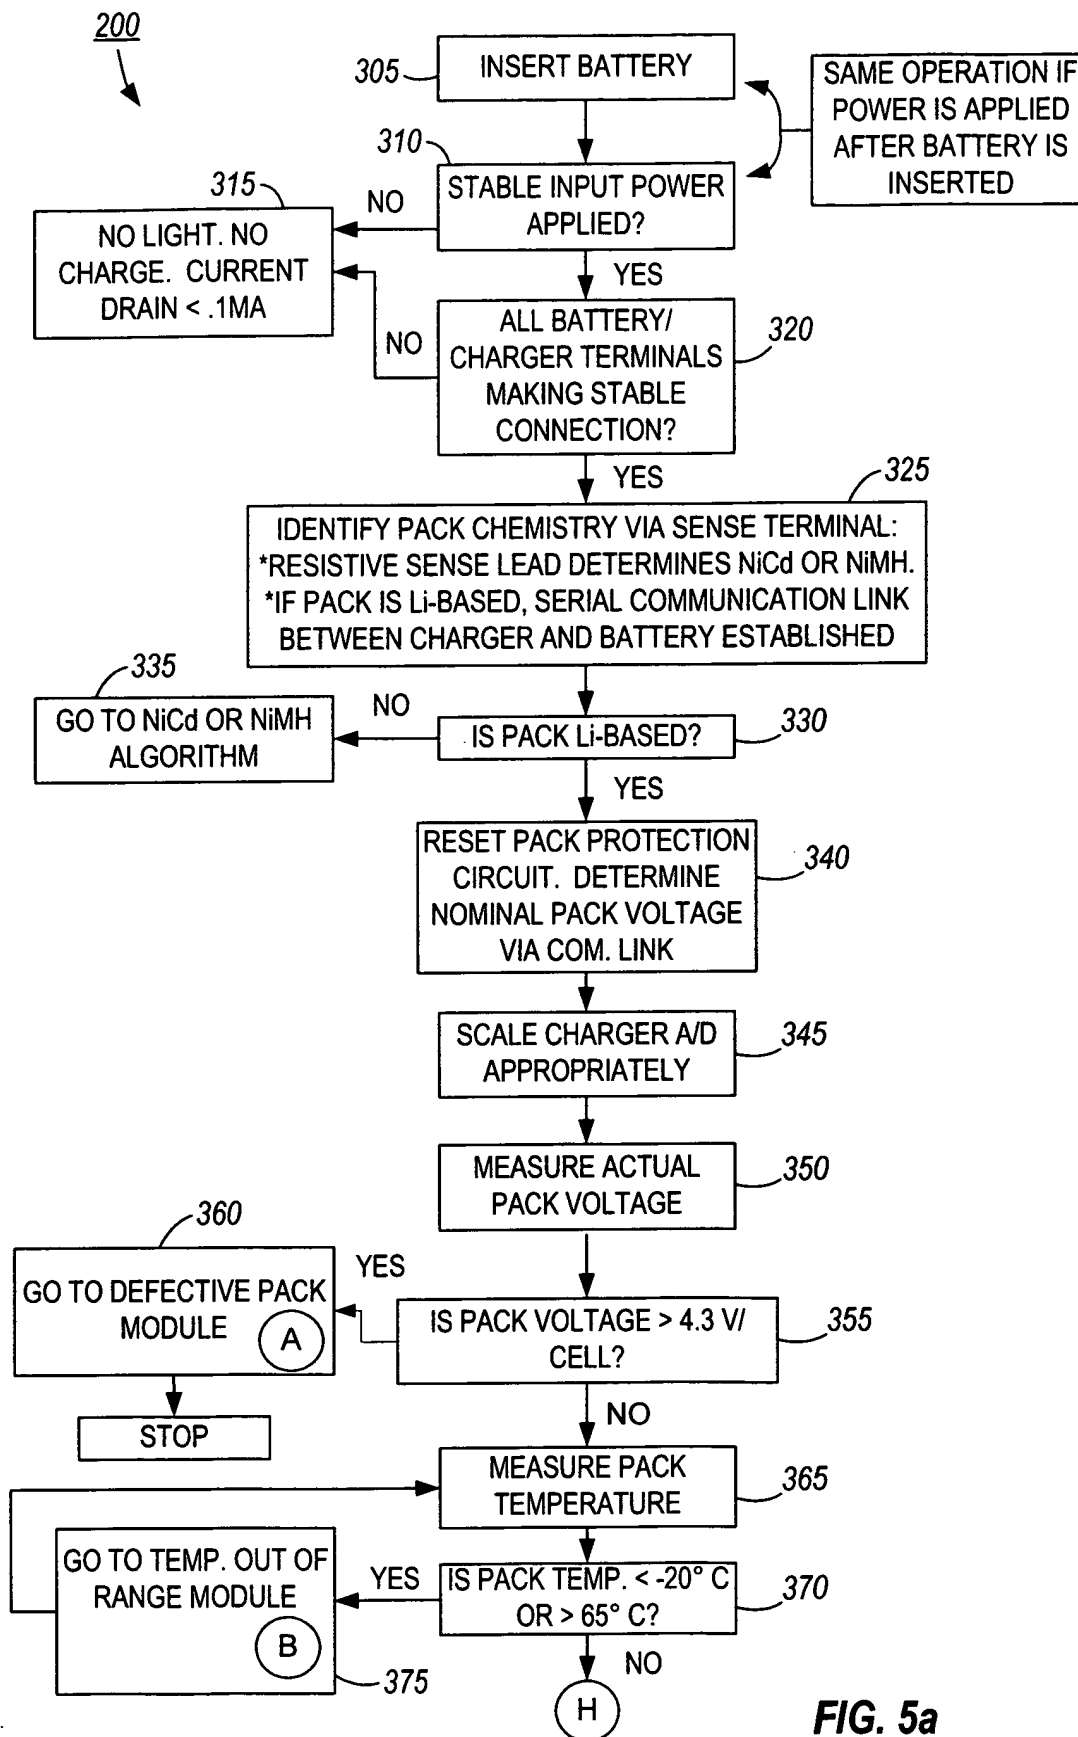 200
305
INSERT BATTERY
SAME OPERATION IF
POWER IS APPLIED
AFTER BATTERY IS
INSERTED
310
STABLE INPUT POWER
APPLIED?
315
NO
NO LIGHT. NO
CHARGE. CURRENT
DRAIN < .1MA
YES
NO
ALL BATTERY/
CHARGER TERMINALS
MAKING STABLE
CONNECTION?
320
YES
325
IDENTIFY PACK CHEMISTRY VIA SENSE TERMINAL:
*RESISTIVE SENSE LEAD DETERMINES NiCd OR NiMH.
*IF PACK IS Li-BASED, SERIAL COMMUNICATION LINK
BETWEEN CHARGER AND BATTERY ESTABLISHED
335
GO TO NiCd OR NiMH
ALGORITHM
NO
IS PACK Li-BASED?
330
YES
RESET PACK PROTECTION
CIRCUIT. DETERMINE
NOMINAL PACK VOLTAGE
VIA COM. LINK
340
SCALE CHARGER A/D
APPROPRIATELY
345
MEASURE ACTUAL
PACK VOLTAGE
350
360
GO TO DEFECTIVE PACK
MODULE
A
YES
IS PACK VOLTAGE > 4.3 V/
CELL?
355
STOP
NO
MEASURE PACK
TEMPERATURE
365
GO TO TEMP. OUT OF
RANGE MODULE
B
375
YES
IS PACK TEMP. < -20° C
OR > 65° C?
370
NO
H
FIG. 5a